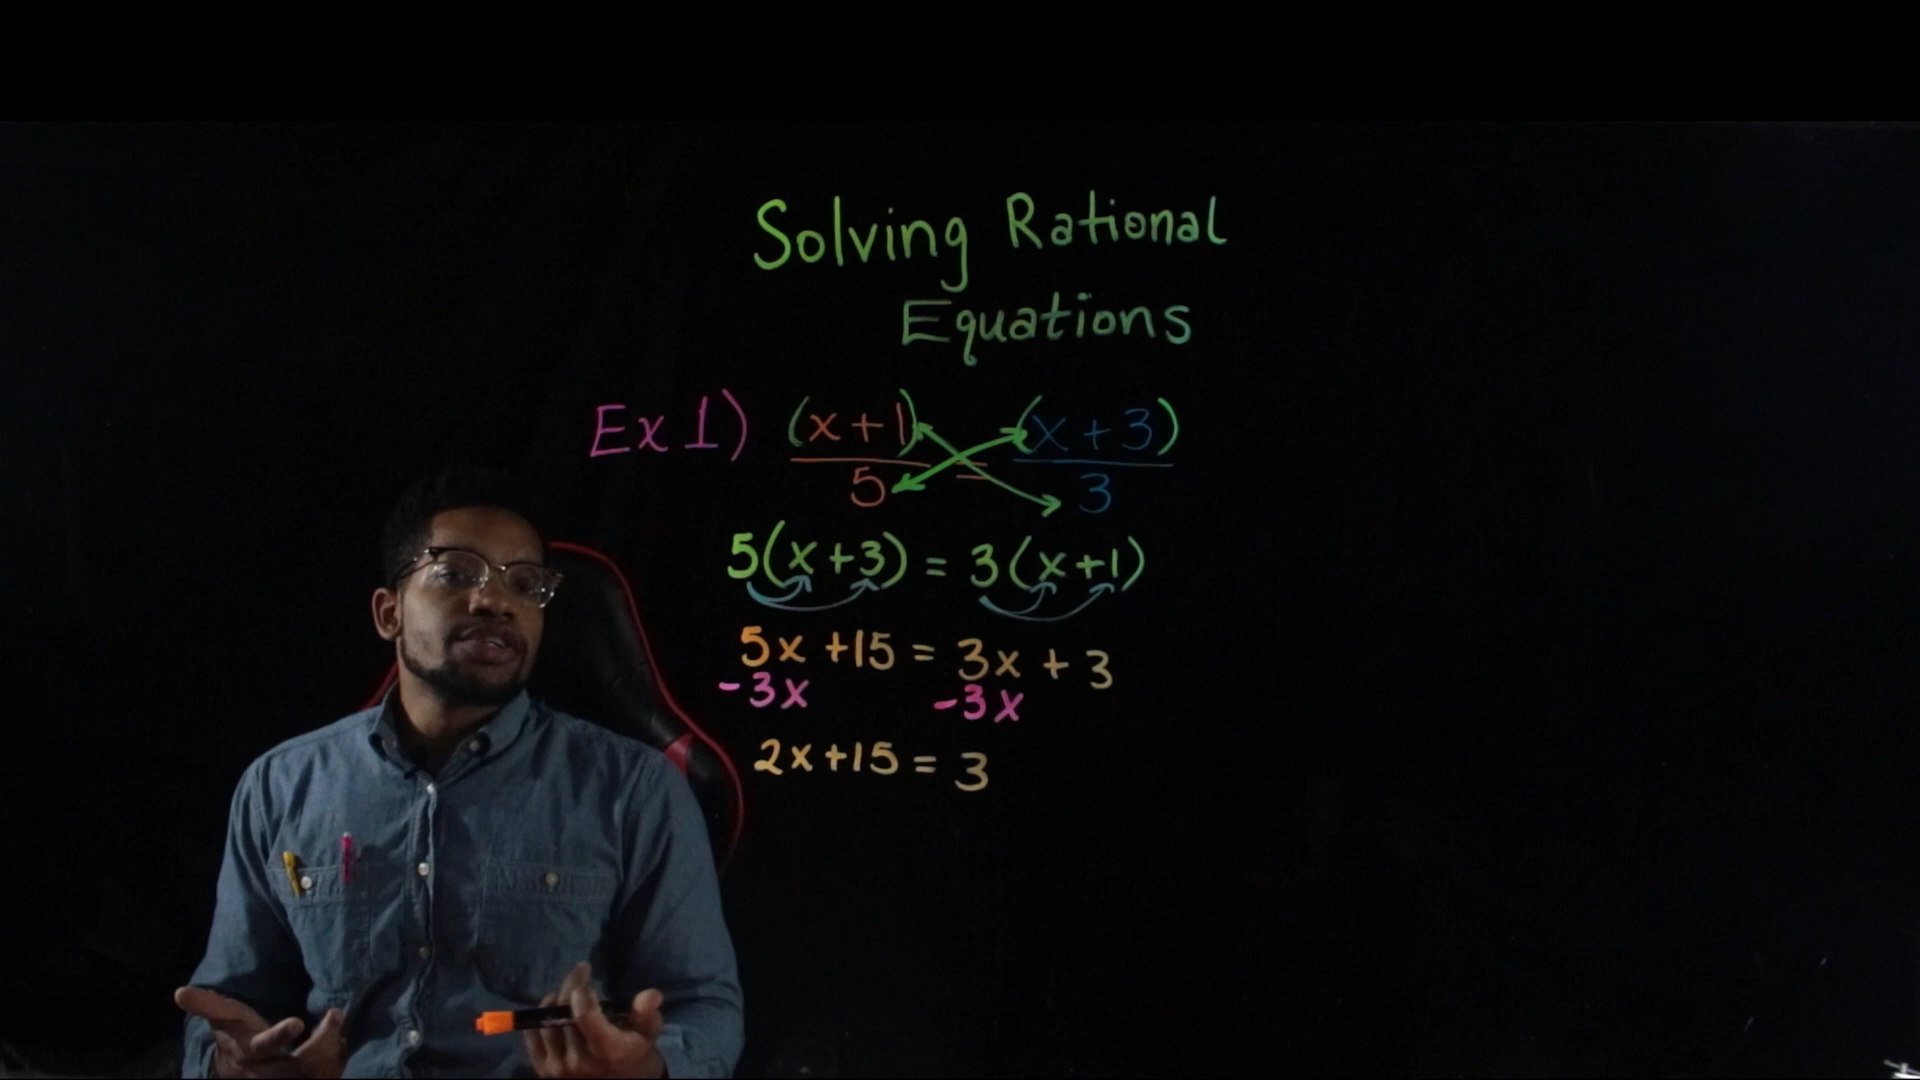 Solving Rational
Equations
Ex 1) (x+1)/5 = (x+3)/3
5(x+3) = 3(x+1)
5x +15 = 3x + 3
-3x -3x
2x+15 = 3